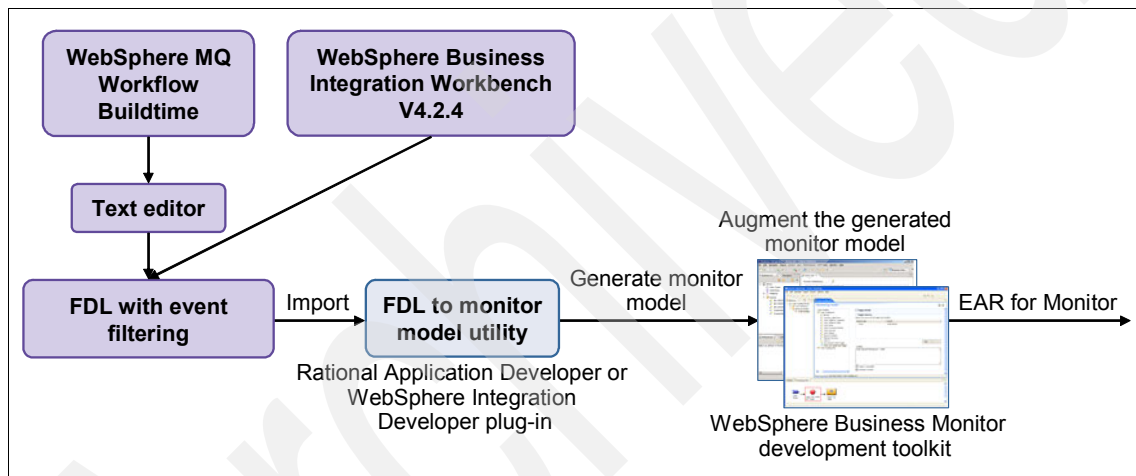 WebSphere MQ
Workflow
Buildtime
WebSphere Business
Integration Workbench
V4.2.4
Text editor
FDL with event
filtering
Import
FDL to monitor
model utility
Rational Application Developer or
WebSphere Integration
Developer plug-in
Generate monitor
model
Augment the generated
monitor model
WebSphere Business Monitor
development toolkit
EAR for Monitor